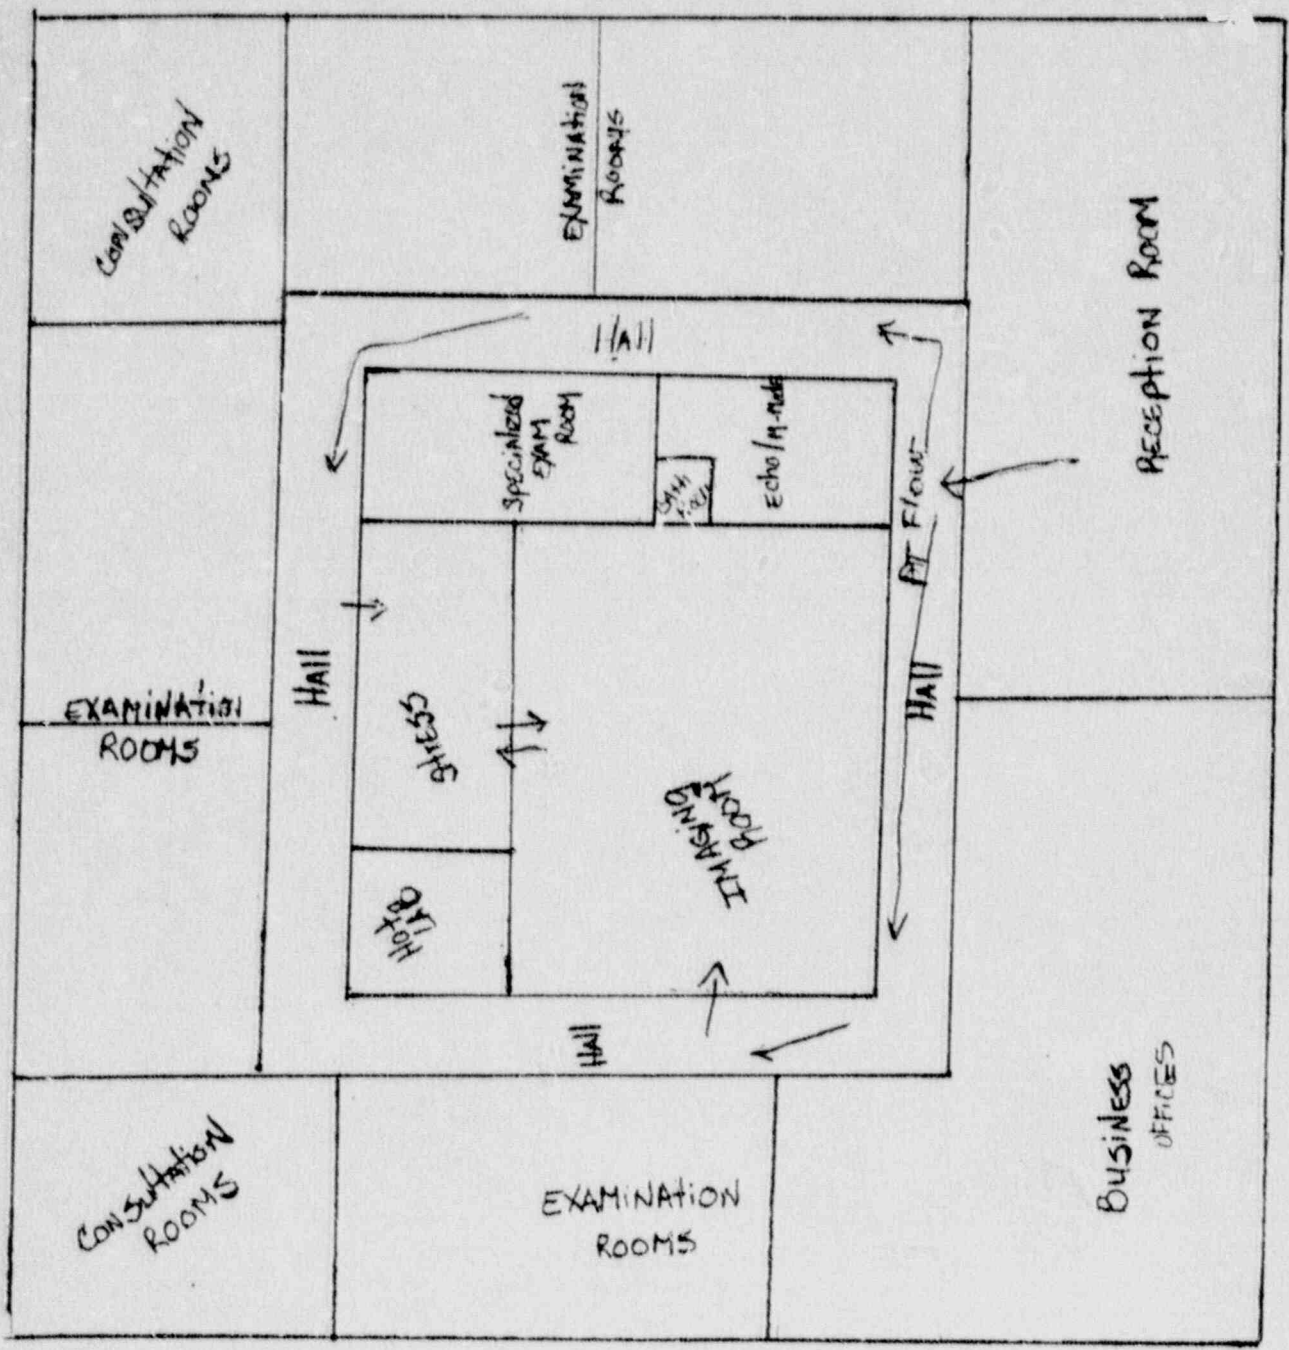 CONSULTATION
ROOMS
EXAMINATION
ROOMS
RECEPTION ROOM
HAll
SPECIAlized
EXAM
ROOM
Echo/M-Mode
PT Flow
HAll
HAll
EXAMINATION
ROOMS
StRESS
IMAGING
ROOM
Hot
LAB
HAll
CONSULTATION
ROOMS
EXAMINATION
ROOMS
BUSINESS
OFFICES